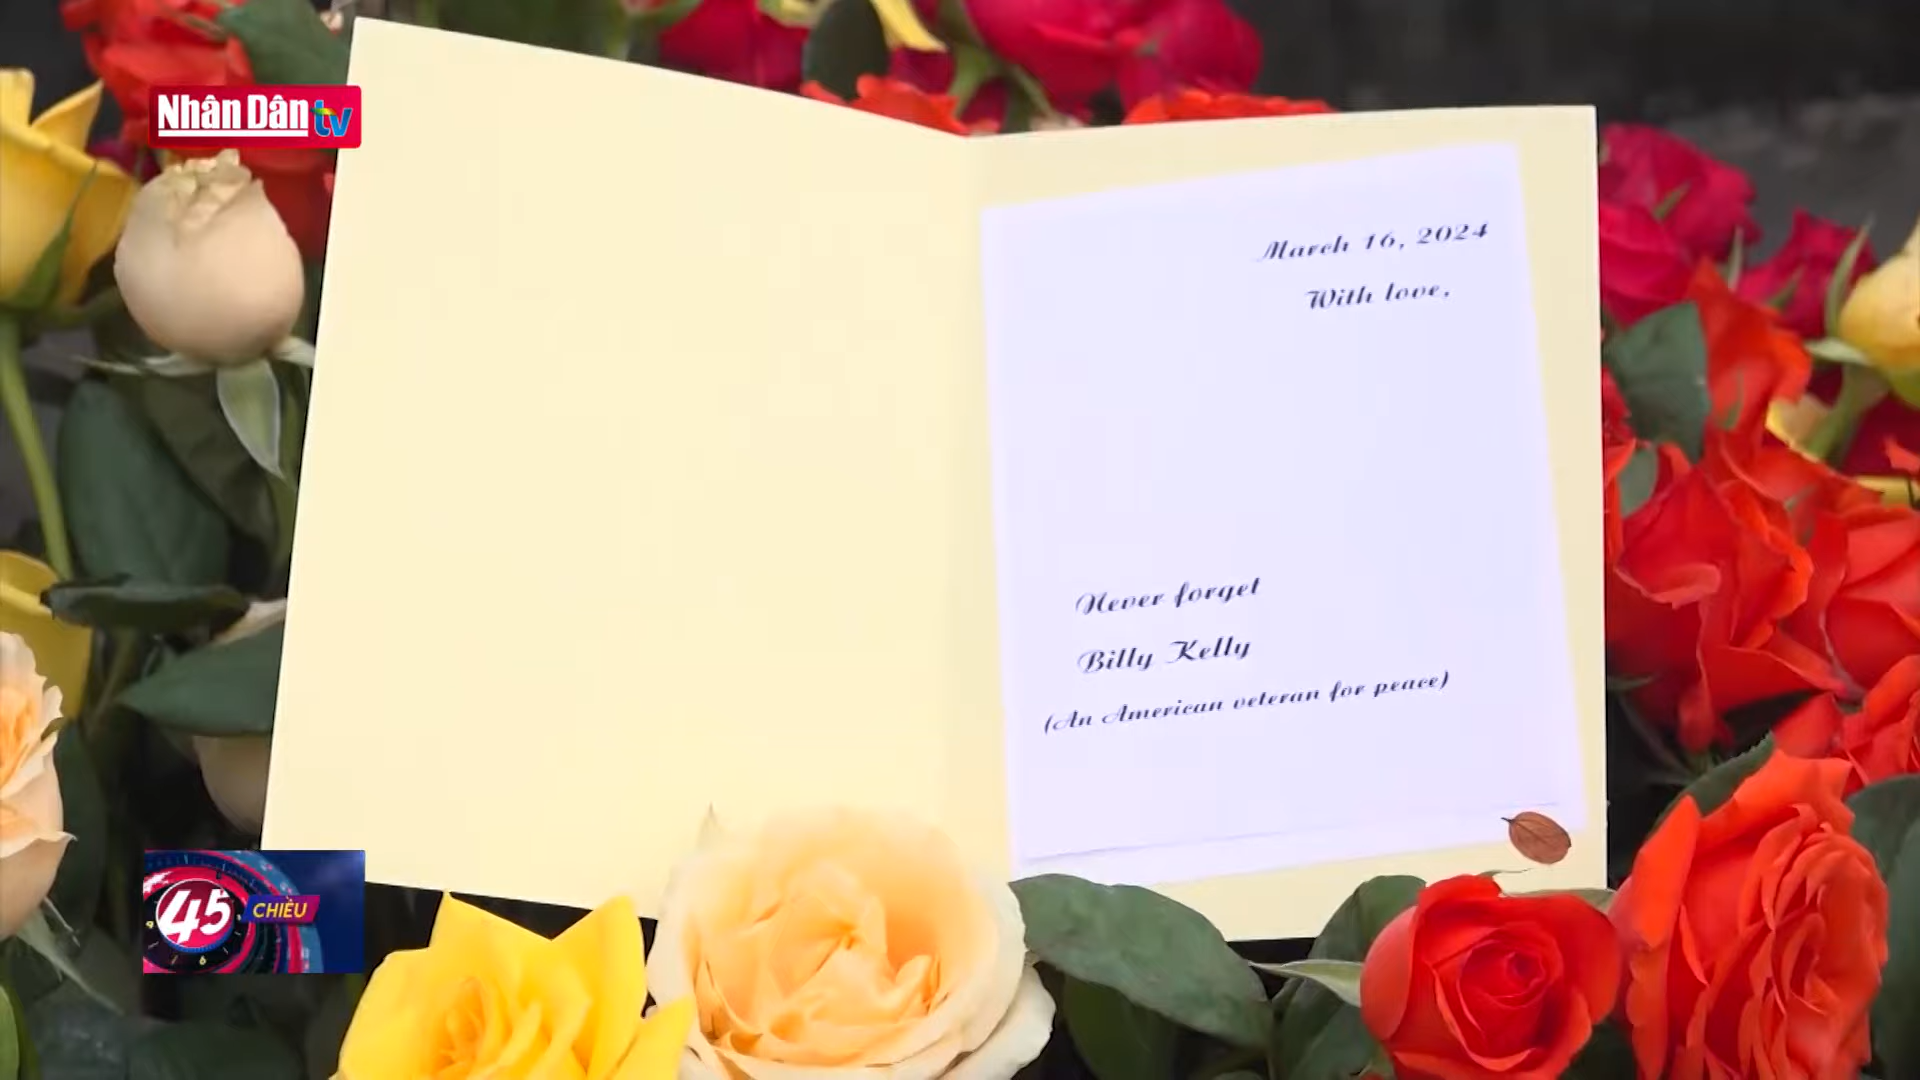 Nhân Dân tv
March 16, 2024
With love,
Never forget
Billy Kelly
(An American veteran for peace)
45 CHIỀU